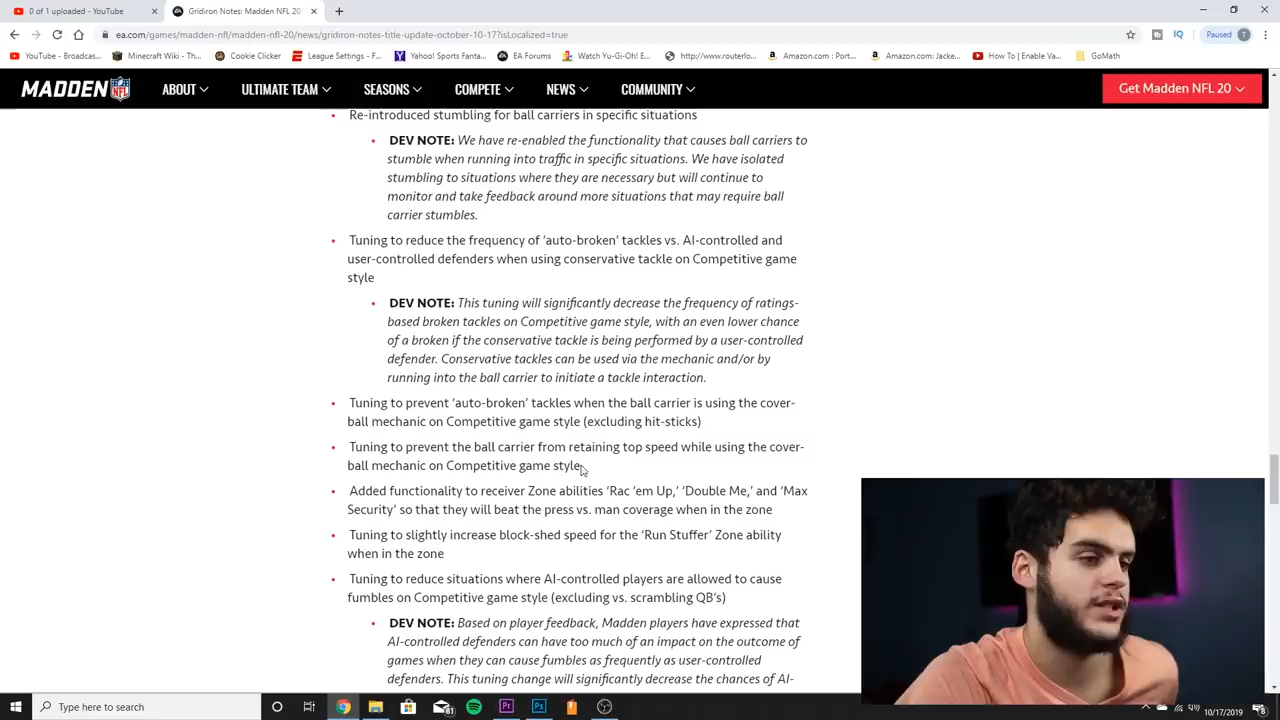 0 of 1 uploaded - YouTube
Gridiron Notes: Madden NFL 20
ea.com/games/madden-nfl/madden-nfl-20/news/gridiron-notes-title-update-october-10-17?isLocalized=true
Paused
YouTube - Broadcas...
Minecraft Wiki - Th...
Cookie Clicker
League Settings - F...
Yahoo! Sports Fanta...
EA Forums
Watch Yu-Gi-Oh! E...
http://www.routerlo...
Amazon.com : Port...
Amazon.com: Jacke...
How To | Enable Va...
GoMath
MADDEN
ABOUT
ULTIMATE TEAM
SEASONS
COMPETE
NEWS
COMMUNITY
Get Madden NFL 20
• Re-introduced stumbling for ball carriers in specific situations
• DEV NOTE: We have re-enabled the functionality that causes ball carriers to
stumble when running into traffic in specific situations. We have isolated
stumbling to situations where they are necessary but will continue to
monitor and take feedback around more situations that may require ball
carrier stumbles.
• Tuning to reduce the frequency of ‘auto-broken’ tackles vs. AI-controlled and
user-controlled defenders when using conservative tackle on Competitive game
style
• DEV NOTE: This tuning will significantly decrease the frequency of ratings-
based broken tackles on Competitive game style, with an even lower chance
of a broken if the conservative tackle is being performed by a user-controlled
defender. Conservative tackles can be used via the mechanic and/or by
running into the ball carrier to initiate a tackle interaction.
• Tuning to prevent ‘auto-broken’ tackles when the ball carrier is using the cover-
ball mechanic on Competitive game style (excluding hit-sticks)
• Tuning to prevent the ball carrier from retaining top speed while using the cover-
ball mechanic on Competitive game style
• Added functionality to receiver Zone abilities ‘Rac ‘em Up,’ ‘Double Me,’ and ‘Max
Security’ so that they will beat the press vs. man coverage when in the zone
• Tuning to slightly increase block-shed speed for the ‘Run Stuffer’ Zone ability
when in the zone
• Tuning to reduce situations where AI-controlled players are allowed to cause
fumbles on Competitive game style (excluding vs. scrambling QB’s)
• DEV NOTE: Based on player feedback, Madden players have expressed that
AI-controlled defenders can have too much of an impact on the outcome of
games when they can cause fumbles as frequently as user-controlled
defenders. This tuning change will significantly decrease the chances of AI-
Type here to search
10/17/2019